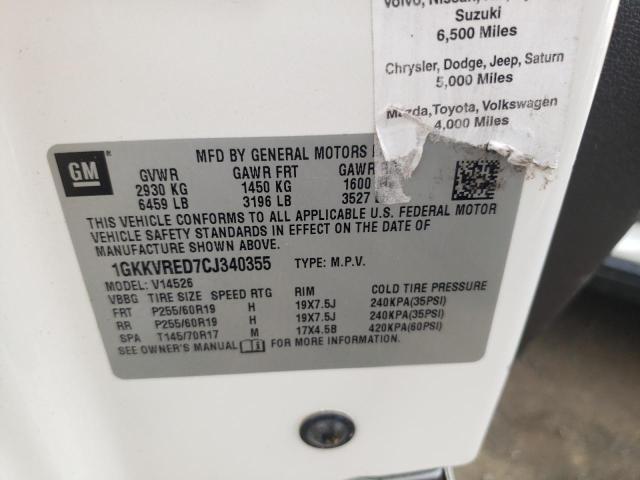 Suzuki
6,500 Miles
Chrysler, Dodge, Jeep, Saturn
5,000 Miles
Mazda, Toyota, Volkswagen
4,000 Miles
GM
MFD BY GENERAL MOTORS
GVWR GAWR FRT GAWR
2930 KG 1450 KG 1600
6459 LB 3196 LB 3527
THIS VEHICLE CONFORMS TO ALL APPLICABLE U.S. FEDERAL MOTOR
VEHICLE SAFETY STANDARDS IN EFFECT ON THE DATE OF
MANUFACTURE SHOWN ABOVE.
1GKKVRED7CJ340355 TYPE: M.P.V.
MODEL: V14526
VBBG TIRE SIZE SPEED RTG RIM COLD TIRE PRESSURE
FRT P255/60R19 H 19X7.5J 240KPA(35PSI)
RR P255/60R19 H 19X7.5J 240KPA(35PSI)
SPA T145/70R17 M 17X4.5B 420KPA(60PSI)
SEE OWNER'S MANUAL FOR MORE INFORMATION.